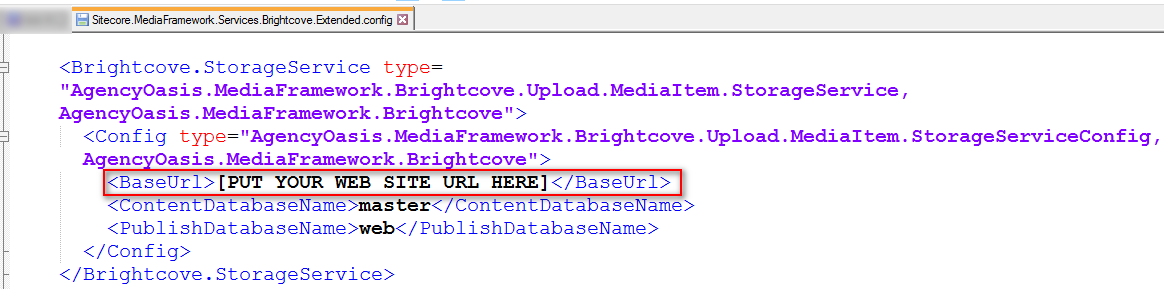 Sitecore.MediaFramework.Services.Brightcove.Extended.config
<Brightcove.StorageService type=
"AgencyOasis.MediaFramework.Brightcove.Upload.MediaItem.StorageService,
AgencyOasis.MediaFramework.Brightcove">
<Config type="AgencyOasis.MediaFramework.Brightcove.Upload.MediaItem.StorageServiceConfig,
AgencyOasis.MediaFramework.Brightcove">
<BaseUrl>[PUT YOUR WEB SITE URL HERE]</BaseUrl>
<ContentDatabaseName>master</ContentDatabaseName>
<PublishDatabaseName>web</PublishDatabaseName>
</Config>
</Brightcove.StorageService>